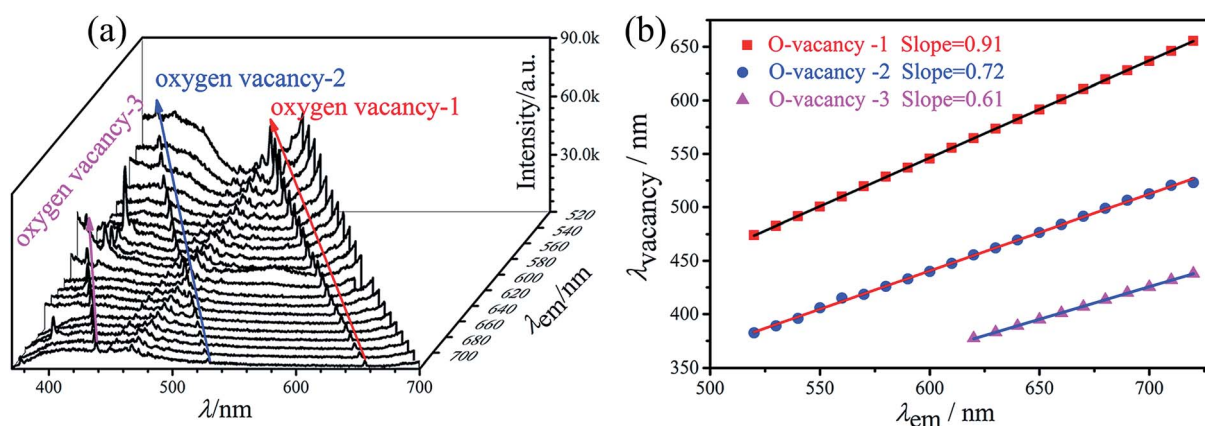 (a)
90.0k
60.0k
30.0k
Intensity/a.u.
oxygen vacancy-2
oxygen vacancy-1
oxygen vacancy-3
520
540
560
580
600
620
640
660
680
700
λem/nm
400
500
600
700
λ/nm
(b)
O-vacancy -1 Slope=0.91
O-vacancy -2 Slope=0.72
O-vacancy -3 Slope=0.61
650
600
550
500
450
400
350
λvacancy / nm
500
550
600
650
700
λem / nm